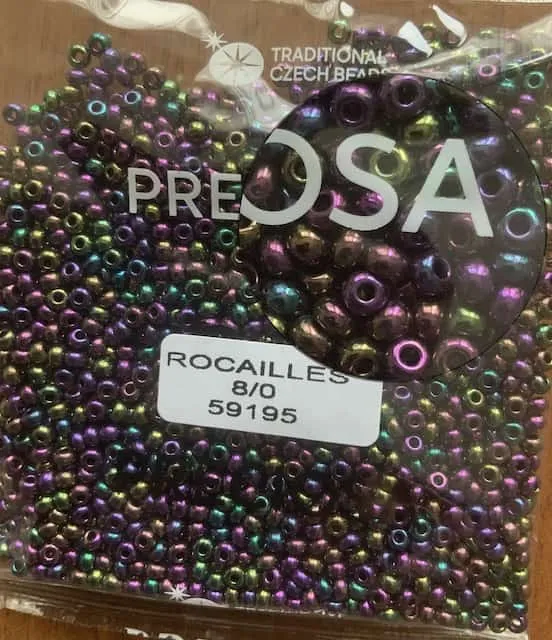 TRADITIONAL
CZECH BEADS
PRECIOSA
ROCAILLES
8/0
59195